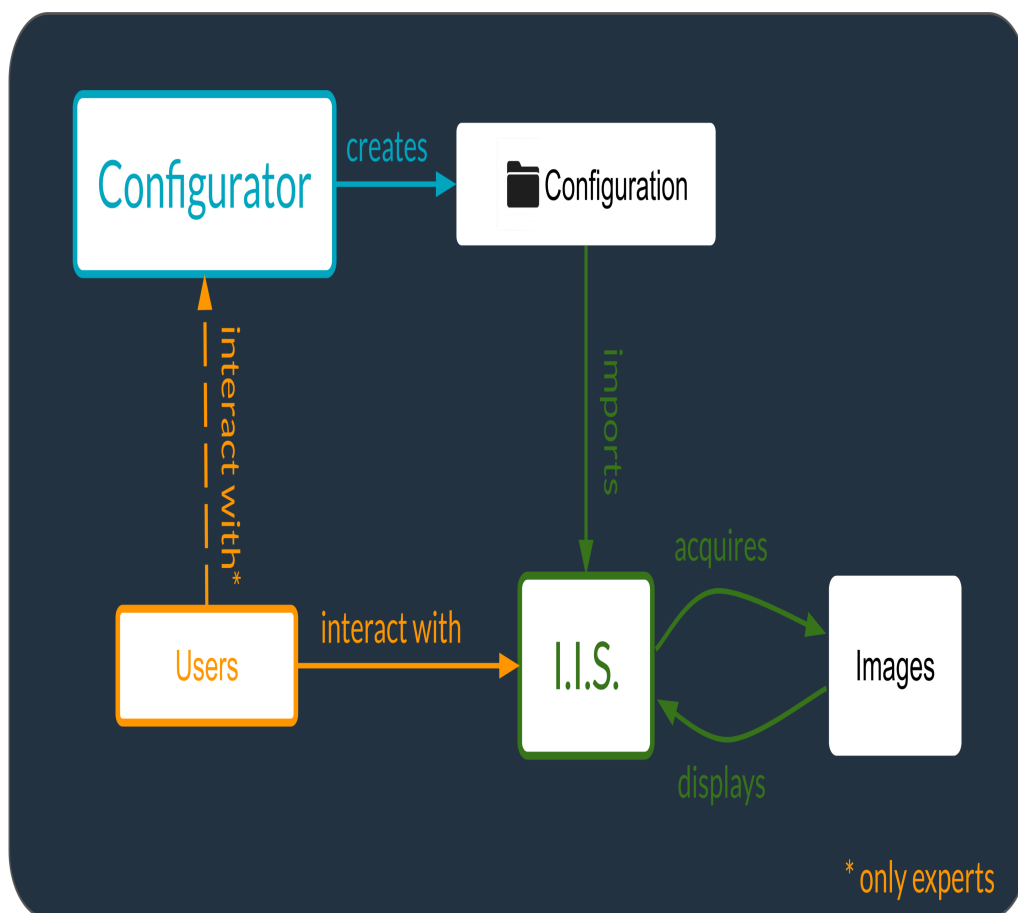 creates
Configurator
Configuration
interact with*
imports
acquires
interact with
Users
I.I.S.
Images
displays
* only experts